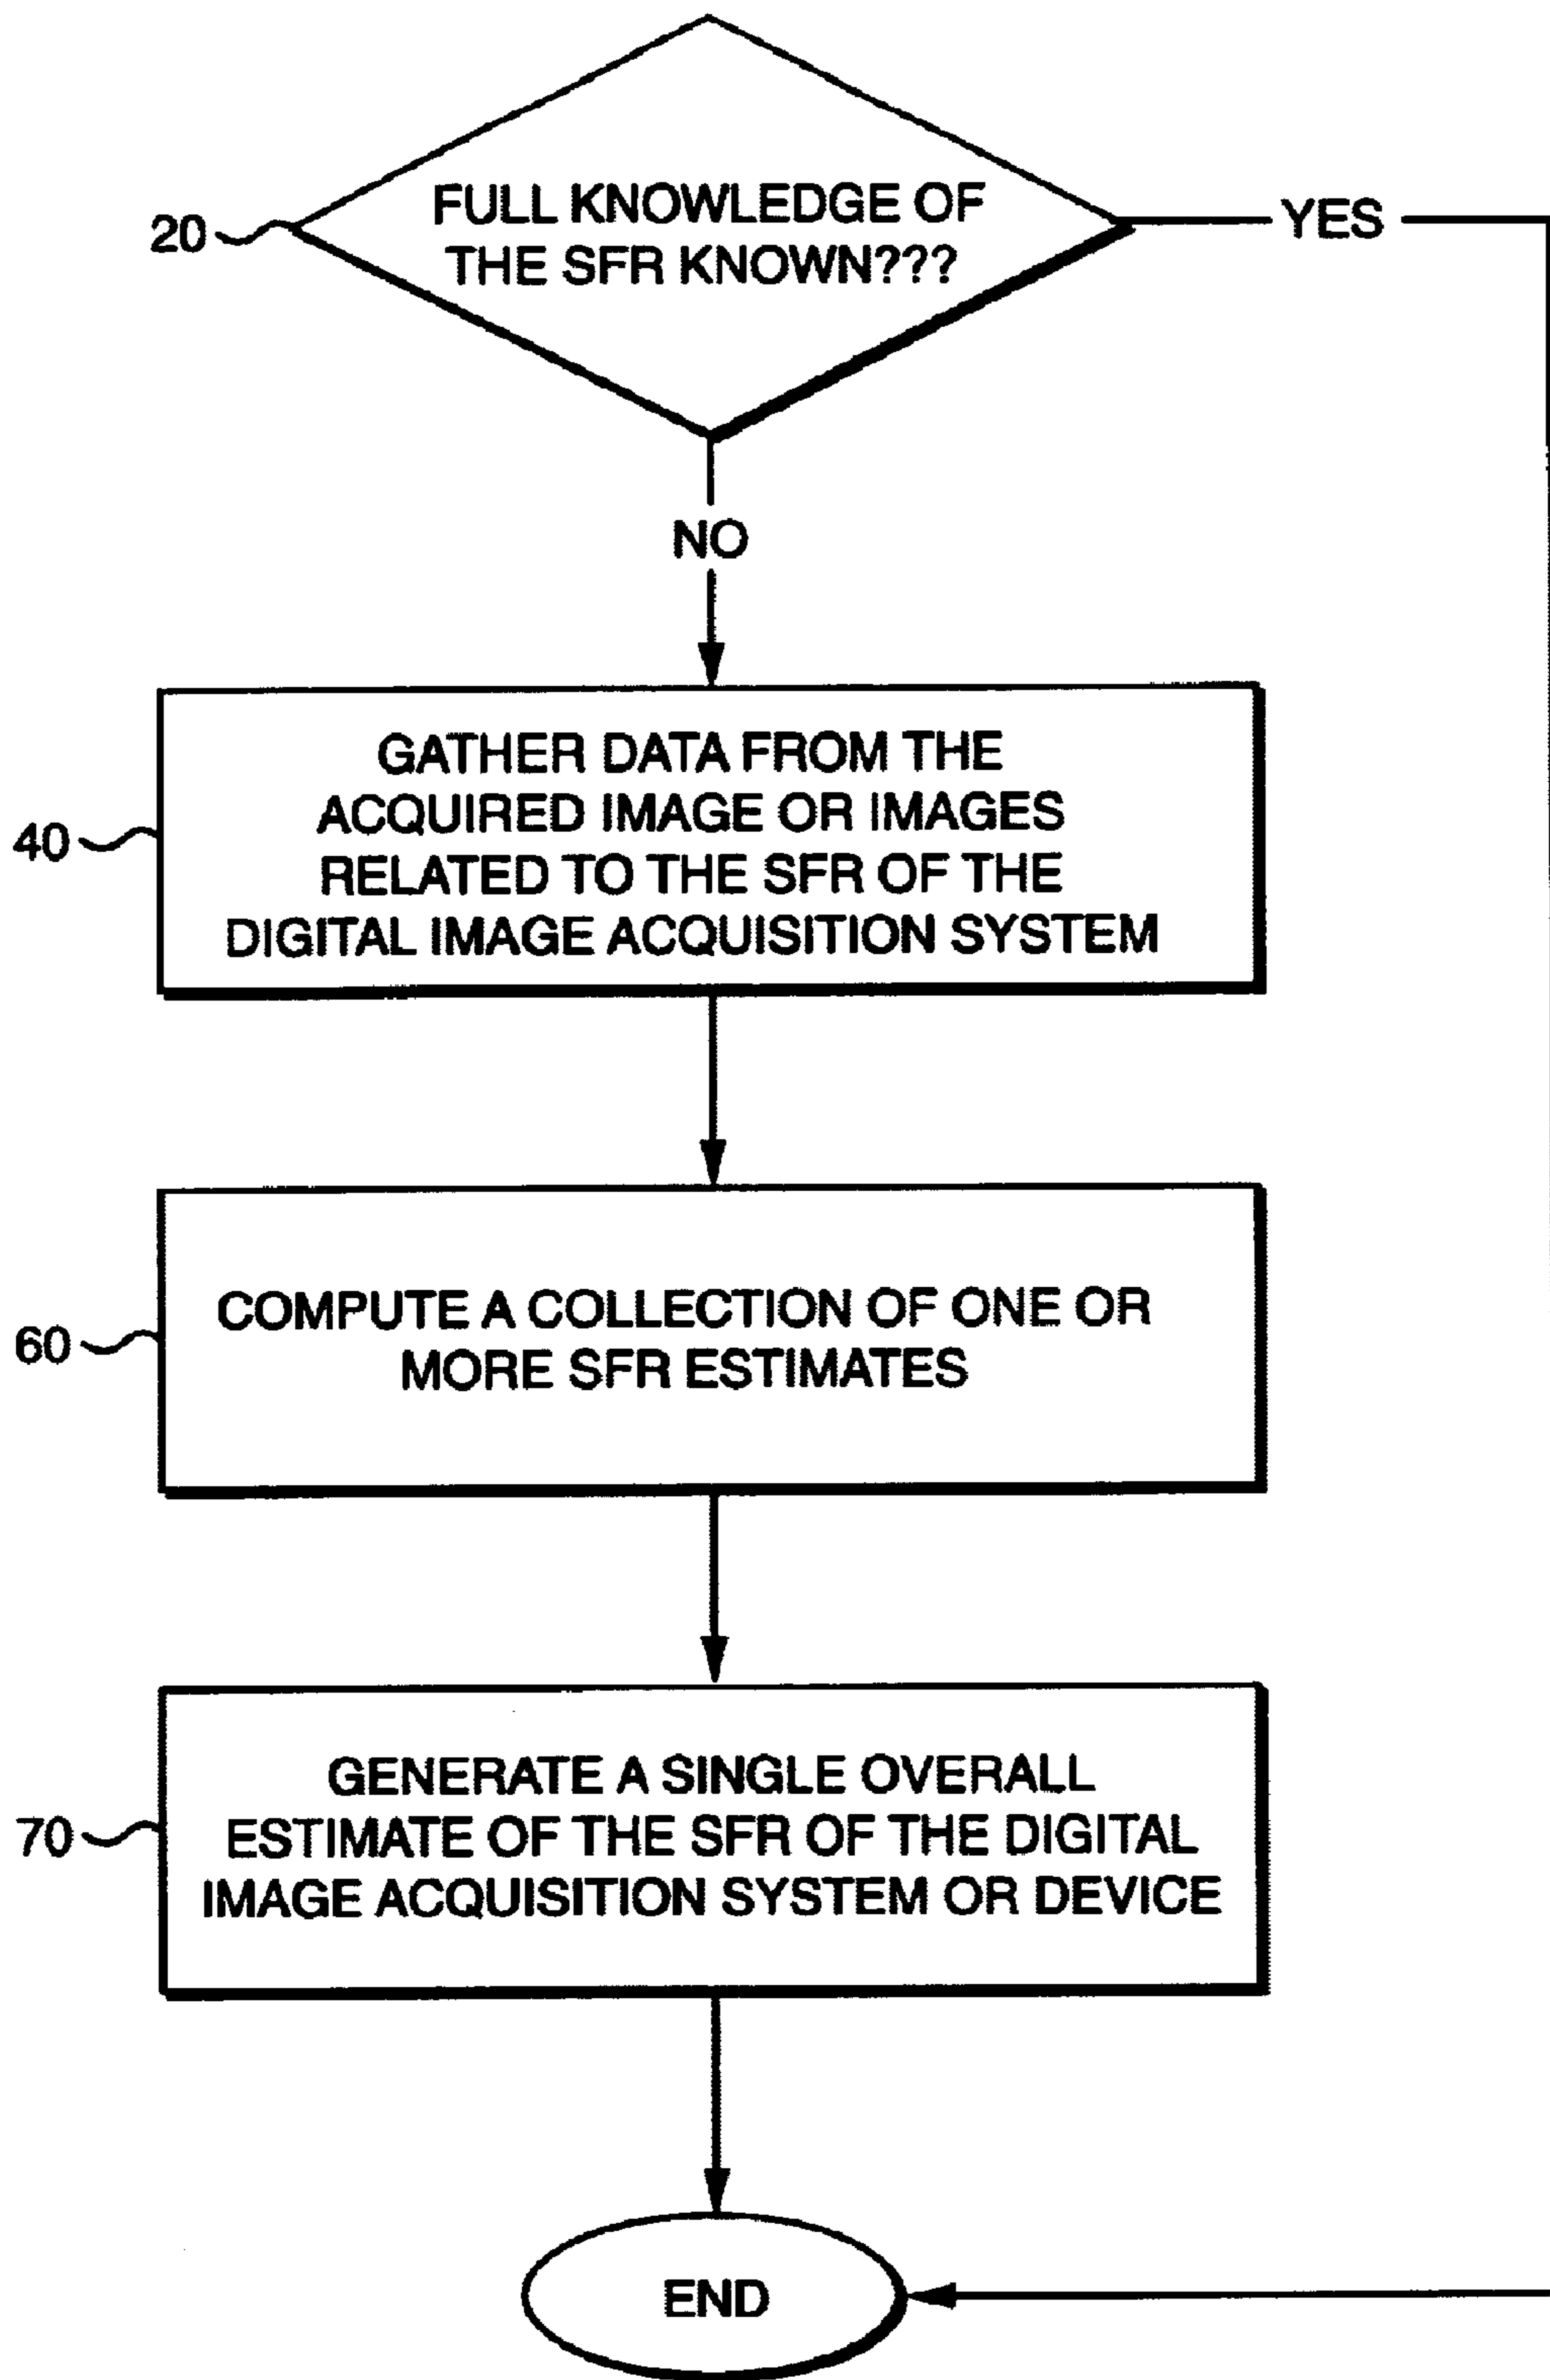 FULL KNOWLEDGE OF
THE SFR KNOWN???
20
YES
NO
GATHER DATA FROM THE
ACQUIRED IMAGE OR IMAGES
RELATED TO THE SFR OF THE
DIGITAL IMAGE ACQUISITION SYSTEM
40
COMPUTE A COLLECTION OF ONE OR
MORE SFR ESTIMATES
60
GENERATE A SINGLE OVERALL
ESTIMATE OF THE SFR OF THE DIGITAL
IMAGE ACQUISITION SYSTEM OR DEVICE
70
END